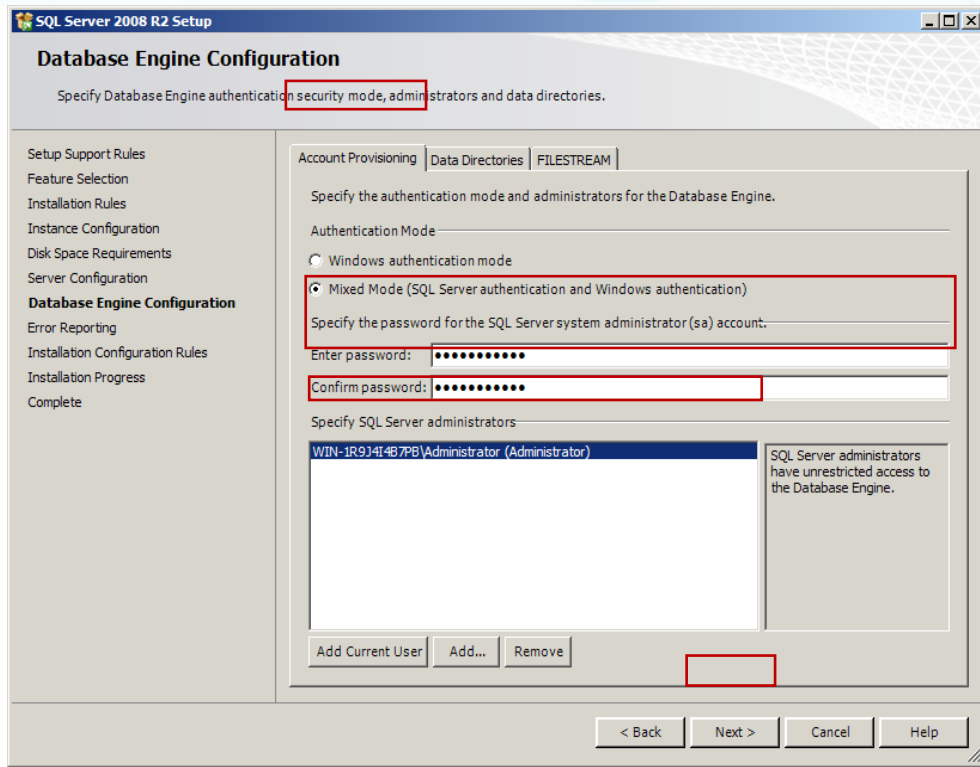 SQL Server 2008 R2 Setup
Database Engine Configuration
Specify Database Engine authentication security mode, administrators and data directories.
Setup Support Rules
Feature Selection
Installation Rules
Instance Configuration
Disk Space Requirements
Server Configuration
Database Engine Configuration
Error Reporting
Installation Configuration Rules
Installation Progress
Complete
Account Provisioning Data Directories FILESTREAM
Specify the authentication mode and administrators for the Database Engine.
Authentication Mode
Windows authentication mode
Mixed Mode (SQL Server authentication and Windows authentication)
Specify the password for the SQL Server system administrator (sa) account.
Enter password: ●●●●●●●●●●●
Confirm password: ●●●●●●●●●●●
Specify SQL Server administrators
WIN-1R9J4I4B7PB\Administrator (Administrator)
SQL Server administrators
have unrestricted access to
the Database Engine.
Add Current User Add... Remove
< Back Next > Cancel Help